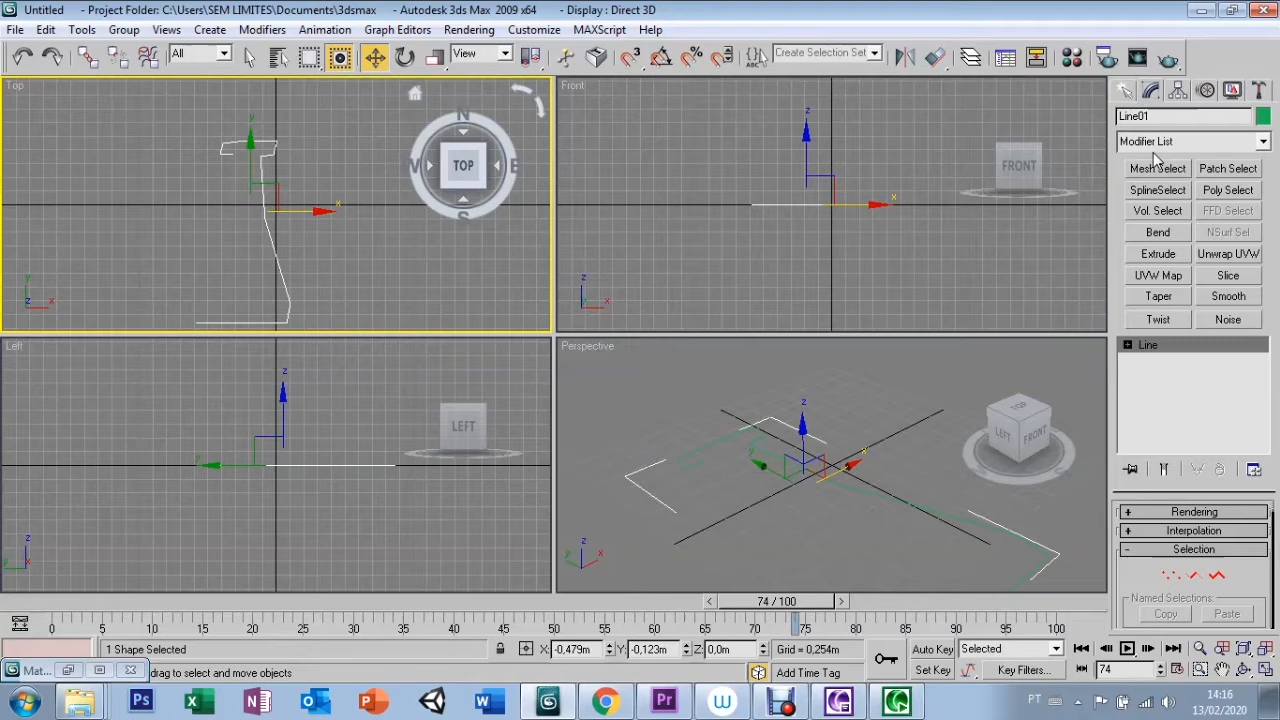 Untitled - Project Folder: C:\Users\SEM LIMITES\Documents\3dsmax - Autodesk 3ds Max 2009 x64 - Display : Direct 3D
File Edit Tools Group Views Create Modifiers Animation Graph Editors Rendering Customize MAXScript Help
All View Create Selection Set
Top
N
TOP
S
y
x
z
Front
FRONT
Left
LEFT
Perspective
TOP
LEFT FRONT
Line01
Modifier List
Mesh Select Patch Select
SplineSelect Poly Select
Vol. Select FFD Select
Bend NSurf Sel
Extrude Unwrap UVW
UVW Map Slice
Taper Smooth
Twist Noise
Line
Rendering
Interpolation
Selection
Named Selections:
Copy Paste
74 / 100
0 5 10 15 20 25 30 35 40 45 50 55 60 65 70 75 80 85 90 95 100
1 Shape Selected X: -0,479m Y: -0,123m Z: 0,0m Grid = 0,254m Auto Key Selected
Mat... drag to select and move objects Add Time Tag Set Key Key Filters... 74
PT 14:16
13/02/2020